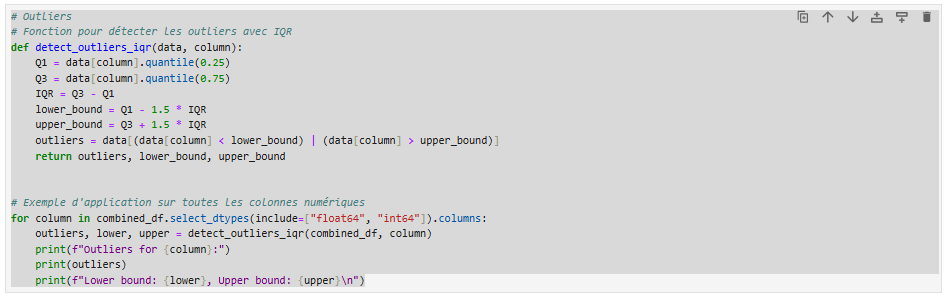 # Outliers
# Fonction pour détecter les outliers avec IQR
def detect_outliers_iqr(data, column):
    Q1 = data[column].quantile(0.25)
    Q3 = data[column].quantile(0.75)
    IQR = Q3 - Q1
    lower_bound = Q1 - 1.5 * IQR
    upper_bound = Q3 + 1.5 * IQR
    outliers = data[(data[column] < lower_bound) | (data[column] > upper_bound)]
    return outliers, lower_bound, upper_bound
# Exemple d'application sur toutes les colonnes numériques
for column in combined_df.select_dtypes(include=["float64", "int64"]).columns:
    outliers, lower, upper = detect_outliers_iqr(combined_df, column)
    print(f"Outliers for {column}:")
    print(outliers)
    print(f"Lower bound: {lower}, Upper bound: {upper}\n")